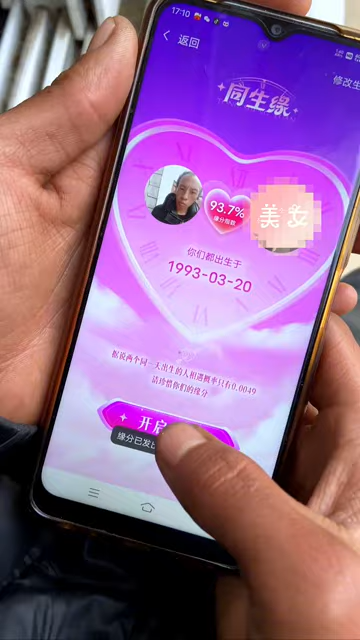 17:10
返回
修改生
同生缘
93.7%
缘分指数
美女
你们都出生于
1993-03-20
据说两个同一天出生的人相遇概率只有0.0049
请珍惜你们的缘分
开启
缘分已发出